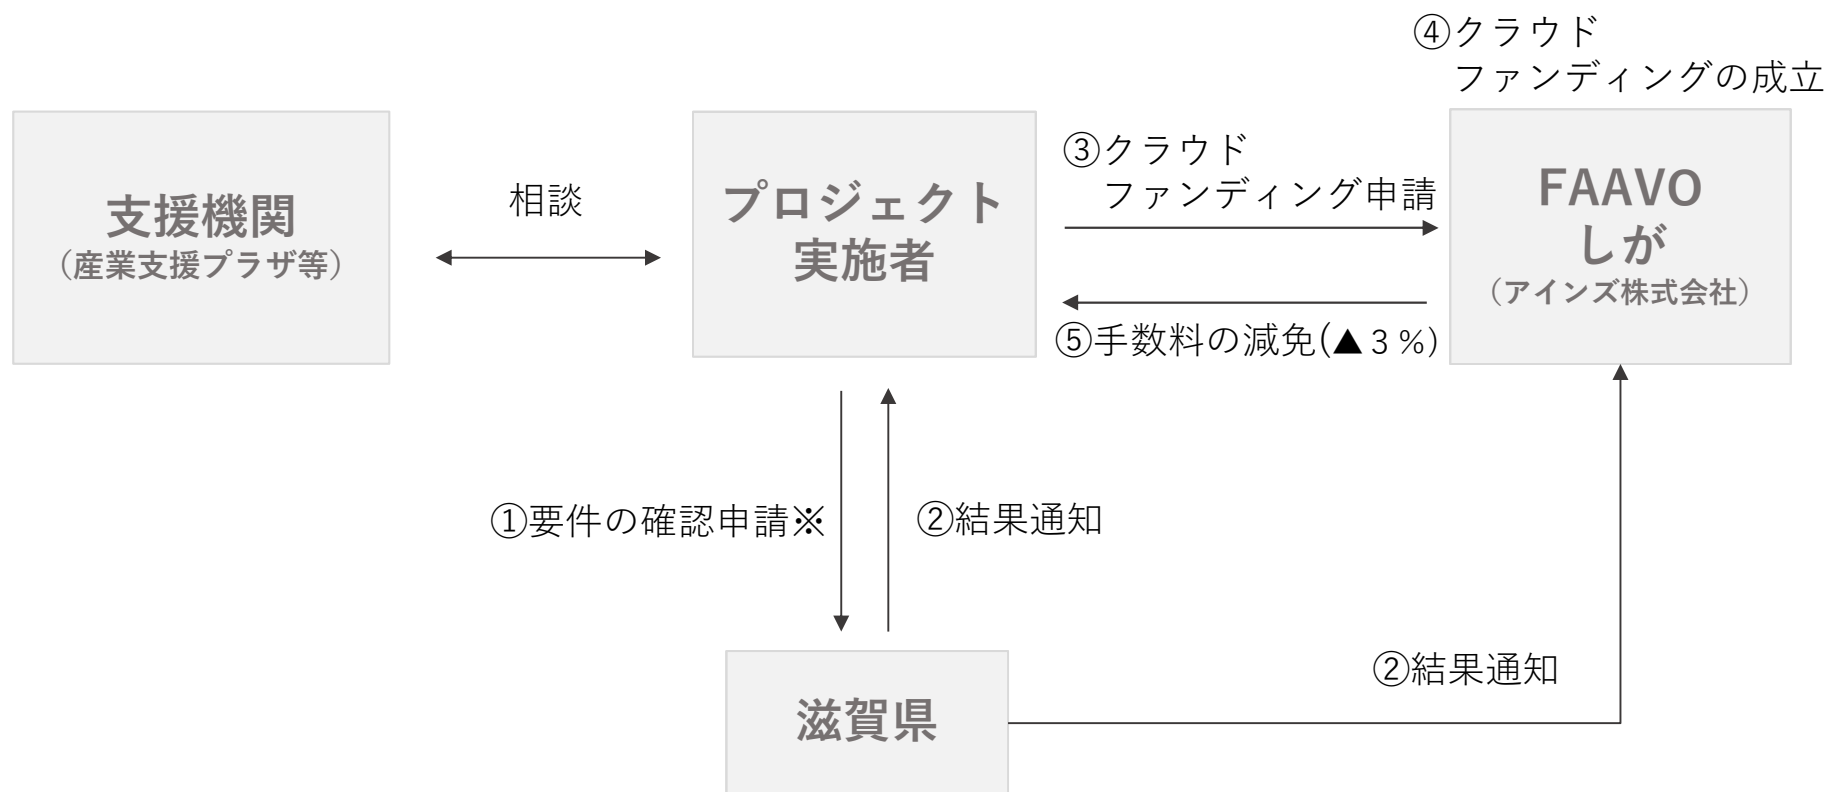 ④クラウド
ファンディングの成立
支援機関
（産業支援プラザ等）
相談
プロジェクト
実施者
③クラウド
ファンディング申請
⑤手数料の減免(▲３%)
FAAVO
しが
（アインズ株式会社）
①要件の確認申請※
②結果通知
②結果通知
滋賀県